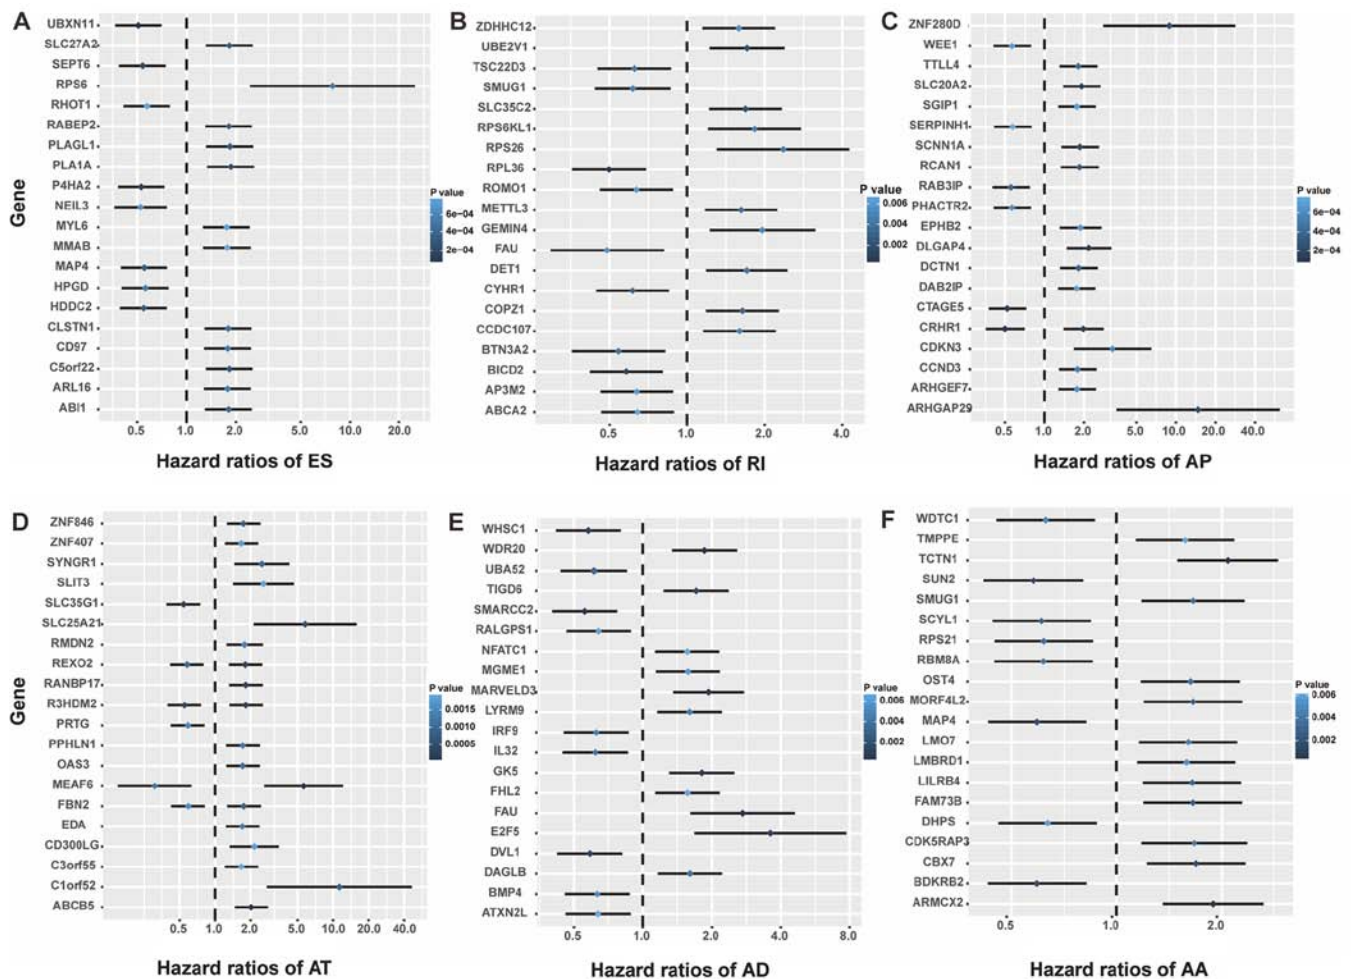 A
UBXN11
SLC27A2
SEPT6
RPS6
RHOT1
RABEP2
PLAGL1
PLA1A
P4HA2
NEIL3
MYL6
MMAB
MAP4
HPGD
HDDC2
CLSTN1
CD97
C5orf22
ARL16
ABI1
Gene
0.5 1.0 2.0 5.0 10.0 20.0
Hazard ratios of ES
P value
6e−04
4e−04
2e−04
B
ZDHHC12
UBE2V1
TSC22D3
SMUG1
SLC35C2
RPS6KL1
RPS26
RPL36
ROMO1
METTL3
GEMIN4
FAU
DET1
CYHR1
COPZ1
CCDC107
BTN3A2
BICD2
AP3M2
ABCA2
0.5 1.0 2.0 4.0
Hazard ratios of RI
P value
0.006
0.004
0.002
C
ZNF280D
WEE1
TTLL4
SLC20A2
SGIP1
SERPINH1
SCNN1A
RCAN1
RAB3IP
PHACTR2
EPHB2
DLGAP4
DCTN1
DAB2IP
CTAGE5
CRHR1
CDKN3
CCND3
ARHGEF7
ARHGAP29
0.5 1.0 2.0 5.0 10.0 20.0 40.0
Hazard ratios of AP
P value
6e−04
4e−04
2e−04
D
ZNF846
ZNF407
SYNGR1
SLIT3
SLC35G1
SLC25A21
RMDN2
REXO2
RANBP17
R3HDM2
PRTG
PPHLN1
OAS3
MEAF6
FBN2
EDA
CD300LG
C3orf55
C1orf52
ABCB5
Gene
0.5 1.0 2.0 5.0 10.0 20.0 40.0
Hazard ratios of AT
P value
0.0015
0.0010
0.0005
E
WHSC1
WDR20
UBA52
TIGD6
SMARCC2
RALGPS1
NFATC1
MGME1
MARVELD3
LYRM9
IRF9
IL32
GK5
FHL2
FAU
E2F5
DVL1
DAGLB
BMP4
ATXN2L
0.5 1.0 2.0 4.0 8.0
Hazard ratios of AD
P value
0.006
0.004
0.002
F
WDTC1
TMPPE
TCTN1
SUN2
SMUG1
SCYL1
RPS21
RBM8A
OST4
MORF4L2
MAP4
LMO7
LMBRD1
LILRB4
FAM73B
DHPS
CDK5RAP3
CBX7
BDKRB2
ARMCX2
0.5 1.0 2.0
Hazard ratios of AA
P value
0.006
0.004
0.002